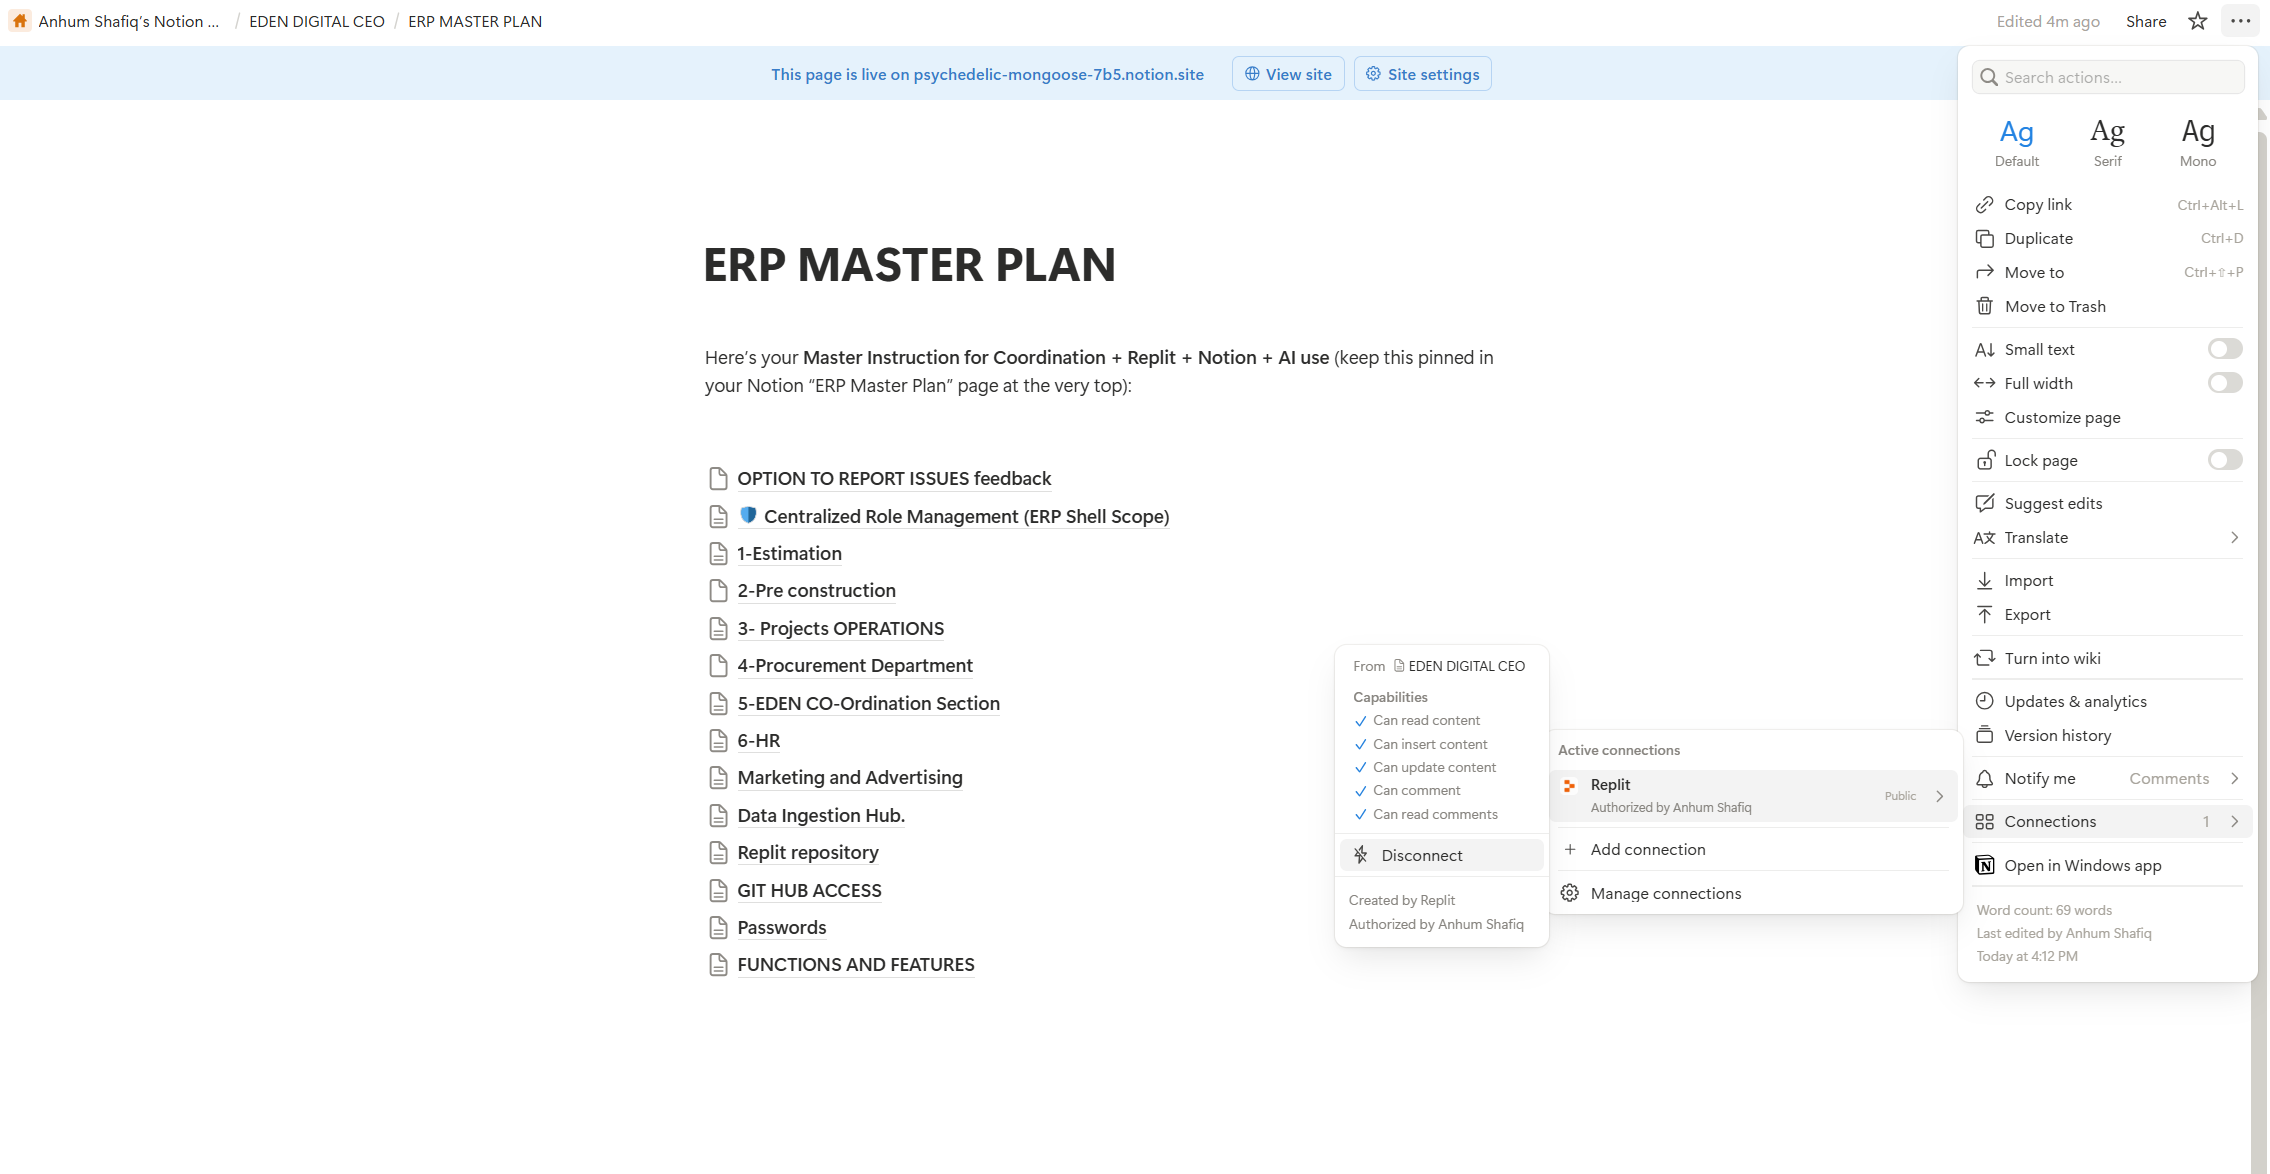 Anhum Shafiq's Notion ... / EDEN DIGITAL CEO / ERP MASTER PLAN
Edited 4m ago Share
This page is live on psychedelic-mongoose-7b5.notion.site View site Site settings
ERP MASTER PLAN
Here's your Master Instruction for Coordination + Replit + Notion + AI use (keep this pinned in
your Notion "ERP Master Plan" page at the very top):
OPTION TO REPORT ISSUES feedback
Centralized Role Management (ERP Shell Scope)
1-Estimation
2-Pre construction
3- Projects OPERATIONS
4-Procurement Department
5-EDEN CO-Ordination Section
6-HR
Marketing and Advertising
Data Ingestion Hub.
Replit repository
GIT HUB ACCESS
Passwords
FUNCTIONS AND FEATURES
From EDEN DIGITAL CEO
Capabilities
Can read content
Can insert content
Can update content
Can comment
Can read comments
Disconnect
Created by Replit
Authorized by Anhum Shafiq
Active connections
Replit
Authorized by Anhum Shafiq Public
+ Add connection
Manage connections
Search actions...
Ag Ag Ag
Default Serif Mono
Copy link Ctrl+Alt+L
Duplicate Ctrl+D
Move to Ctrl+⇧+P
Move to Trash
Small text
Full width
Customize page
Lock page
Suggest edits
Translate
Import
Export
Turn into wiki
Updates & analytics
Version history
Notify me Comments
Connections 1
Open in Windows app
Word count: 69 words
Last edited by Anhum Shafiq
Today at 4:12 PM